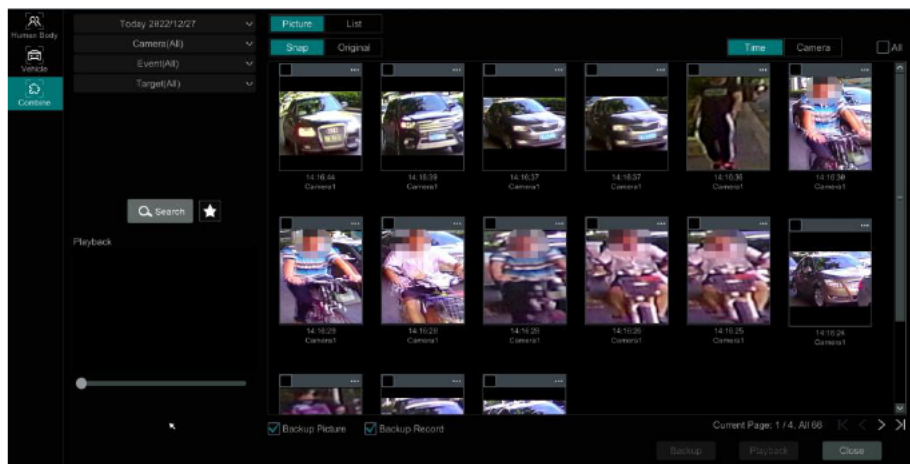 Human Body
Vehicle
Combine
Today 2022/12/27
Camera(All)
Event(All)
Target(All)
Search
Playback
Picture List
Snap Original
Time Camera All
14:16:44 14:16:39 14:16:37 14:16:37 14:16:36 14:16:30
Camera1 Camera1 Camera1 Camera1 Camera1 Camera1
14:16:29 14:16:28 14:16:26 14:16:26 14:16:25 14:16:24
Camera1 Camera1 Camera1 Camera1 Camera1 Camera1
Backup Picture Backup Record
Current Page: 1 / 4, All 66
Backup Playback Close